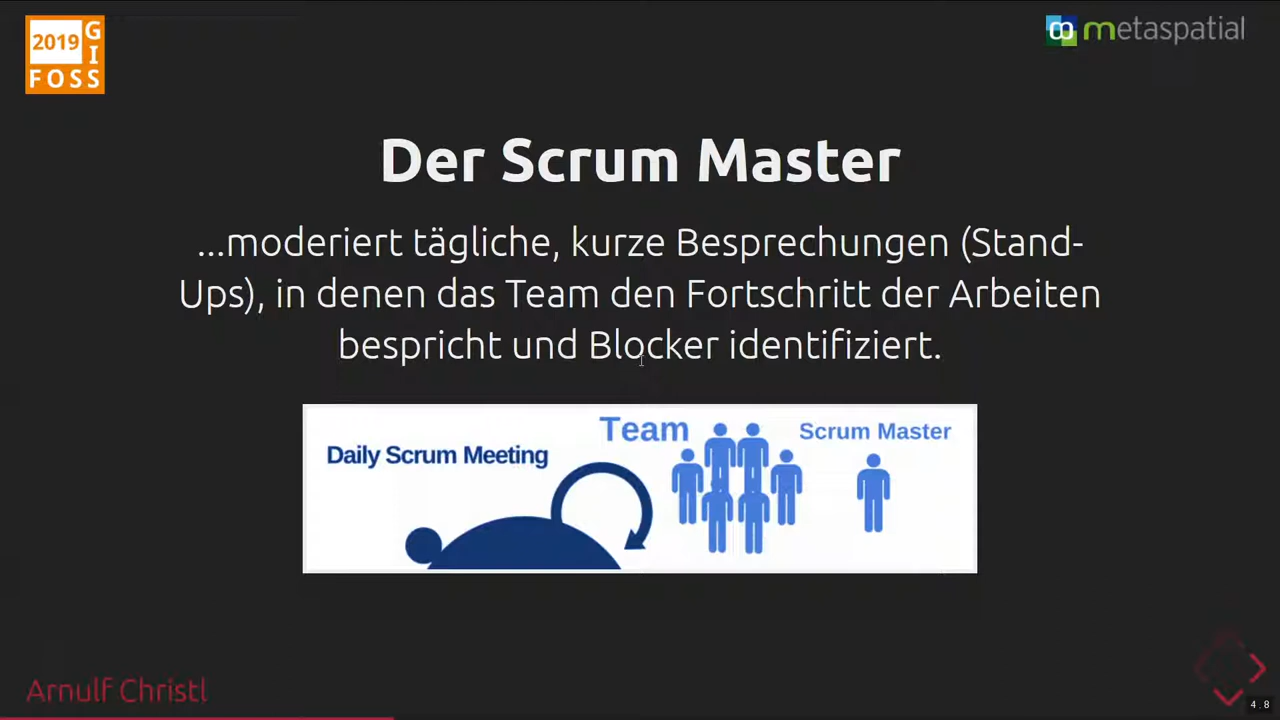 2019
G
I
FOSS
metaspatial
Der Scrum Master
...moderiert tägliche, kurze Besprechungen (Stand-
Ups), in denen das Team den Fortschritt der Arbeiten
bespricht und Blocker identifiziert.
Daily Scrum Meeting
Team
Scrum Master
Arnulf Christl
4.8